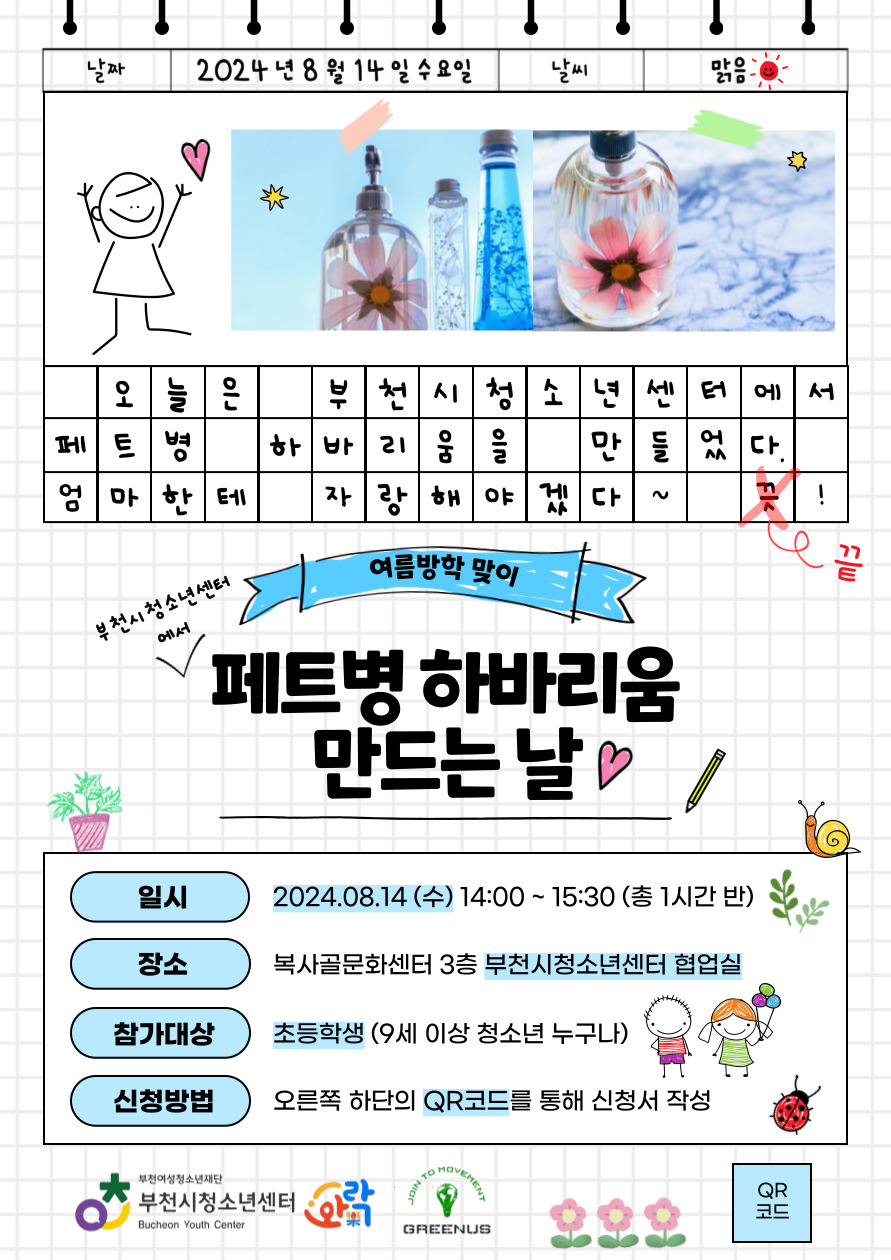 날짜 2024년 8월 14일 수요일 날씨 맑음
오늘은 부천시청소년센터에서
페트병 하바리움을 만들었다.
엄마한테 자랑해야겠다~ 끚!
끝
여름방학 맞이
부천시청소년센터
에서
페트병 하바리움
만드는 날
일시 2024.08.14 (수) 14:00 ~ 15:30 (총 1시간 반)
장소 복사골문화센터 3층 부천시청소년센터 협업실
참가대상 초등학생 (9세 이상 청소년 누구나)
신청방법 오른쪽 하단의 QR코드를 통해 신청서 작성
부천여성청소년재단
부천시청소년센터
Bucheon Youth Center
와락
JOIN TO MOVEMENT
GREENUS
QR
코드